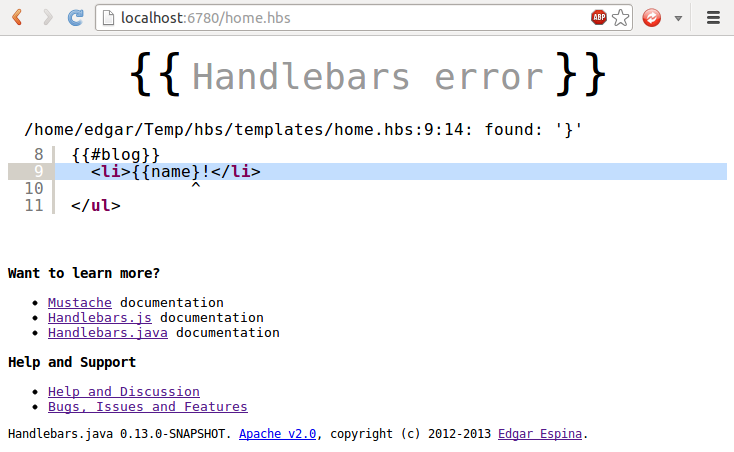 localhost:6780/home.hbs
ABP
{{ Handlebars error }}
/home/edgar/Temp/hbs/templates/home.hbs:9:14: found: '}'
8 {{#blog}}
9 <li>{{name}!</li>
10 ^
11 </ul>
Want to learn more?
• Mustache documentation
• Handlebars.js documentation
• Handlebars.java documentation
Help and Support
• Help and Discussion
• Bugs, Issues and Features
Handlebars.java 0.13.0-SNAPSHOT. Apache v2.0, copyright (c) 2012-2013 Edgar Espina.